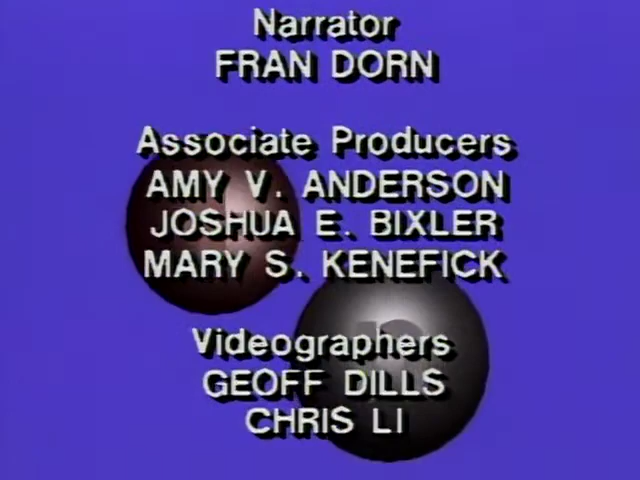 Narrator
FRAN DORN
Associate Producers
AMY V. ANDERSON
JOSHUA E. BIXLER
MARY S. KENEFICK
Videographers
GEOFF DILLS
CHRIS LI